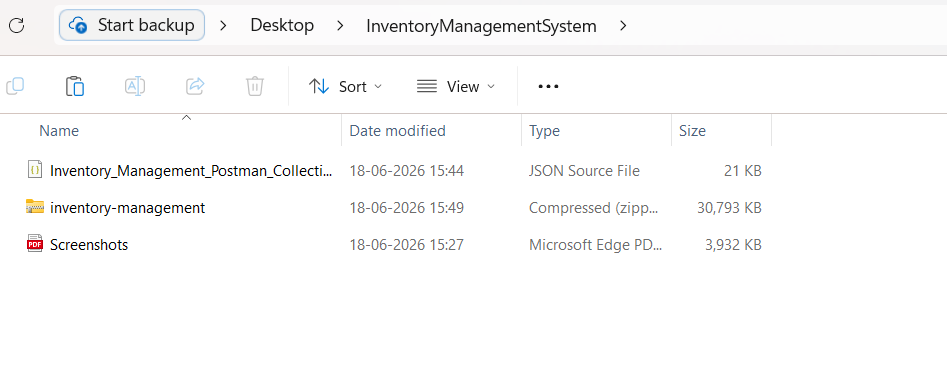 Start backup > Desktop > InventoryManagementSystem >
Sort View ...
Name Date modified Type Size
Inventory_Management_Postman_Collecti... 18-06-2026 15:44 JSON Source File 21 KB
inventory-management 18-06-2026 15:49 Compressed (zipp... 30,793 KB
PDF Screenshots 18-06-2026 15:27 Microsoft Edge PD... 3,932 KB